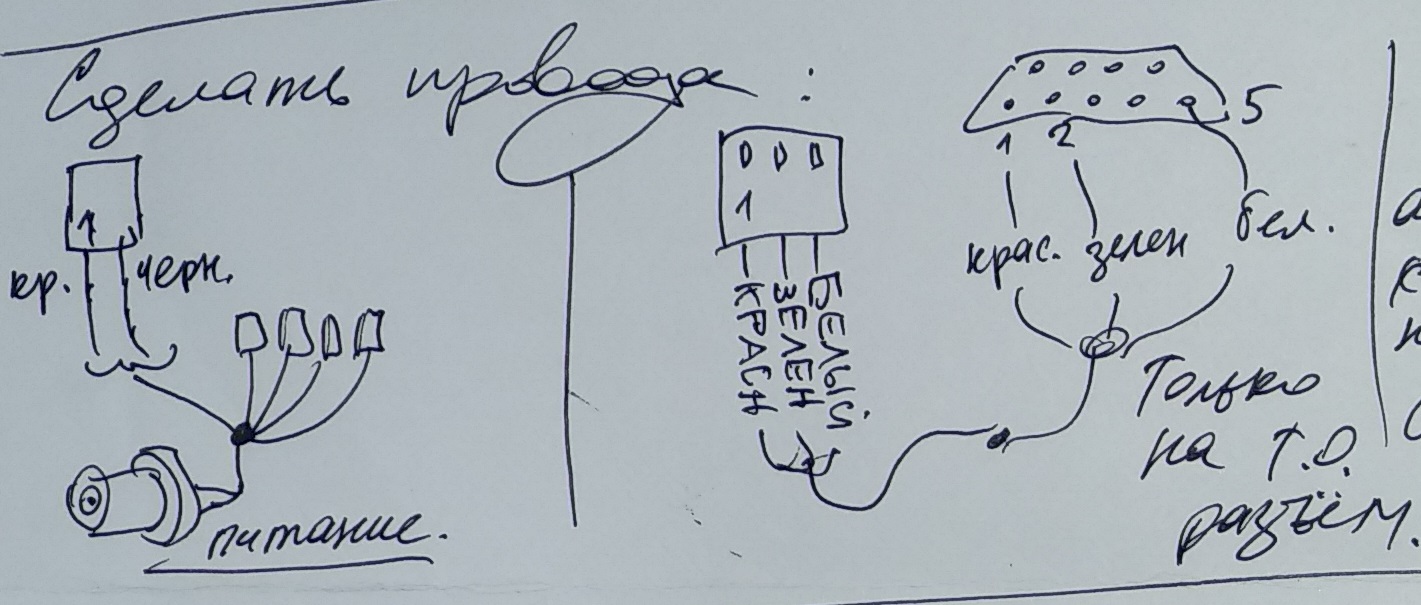 Сделать провода :
1
кр. черн.
питание.
1
КРАСН
ЗЕЛЕН
БЕЛЫЙ
5
1 2
крас. зелен бел.
Только
на Т.О.
разъём.